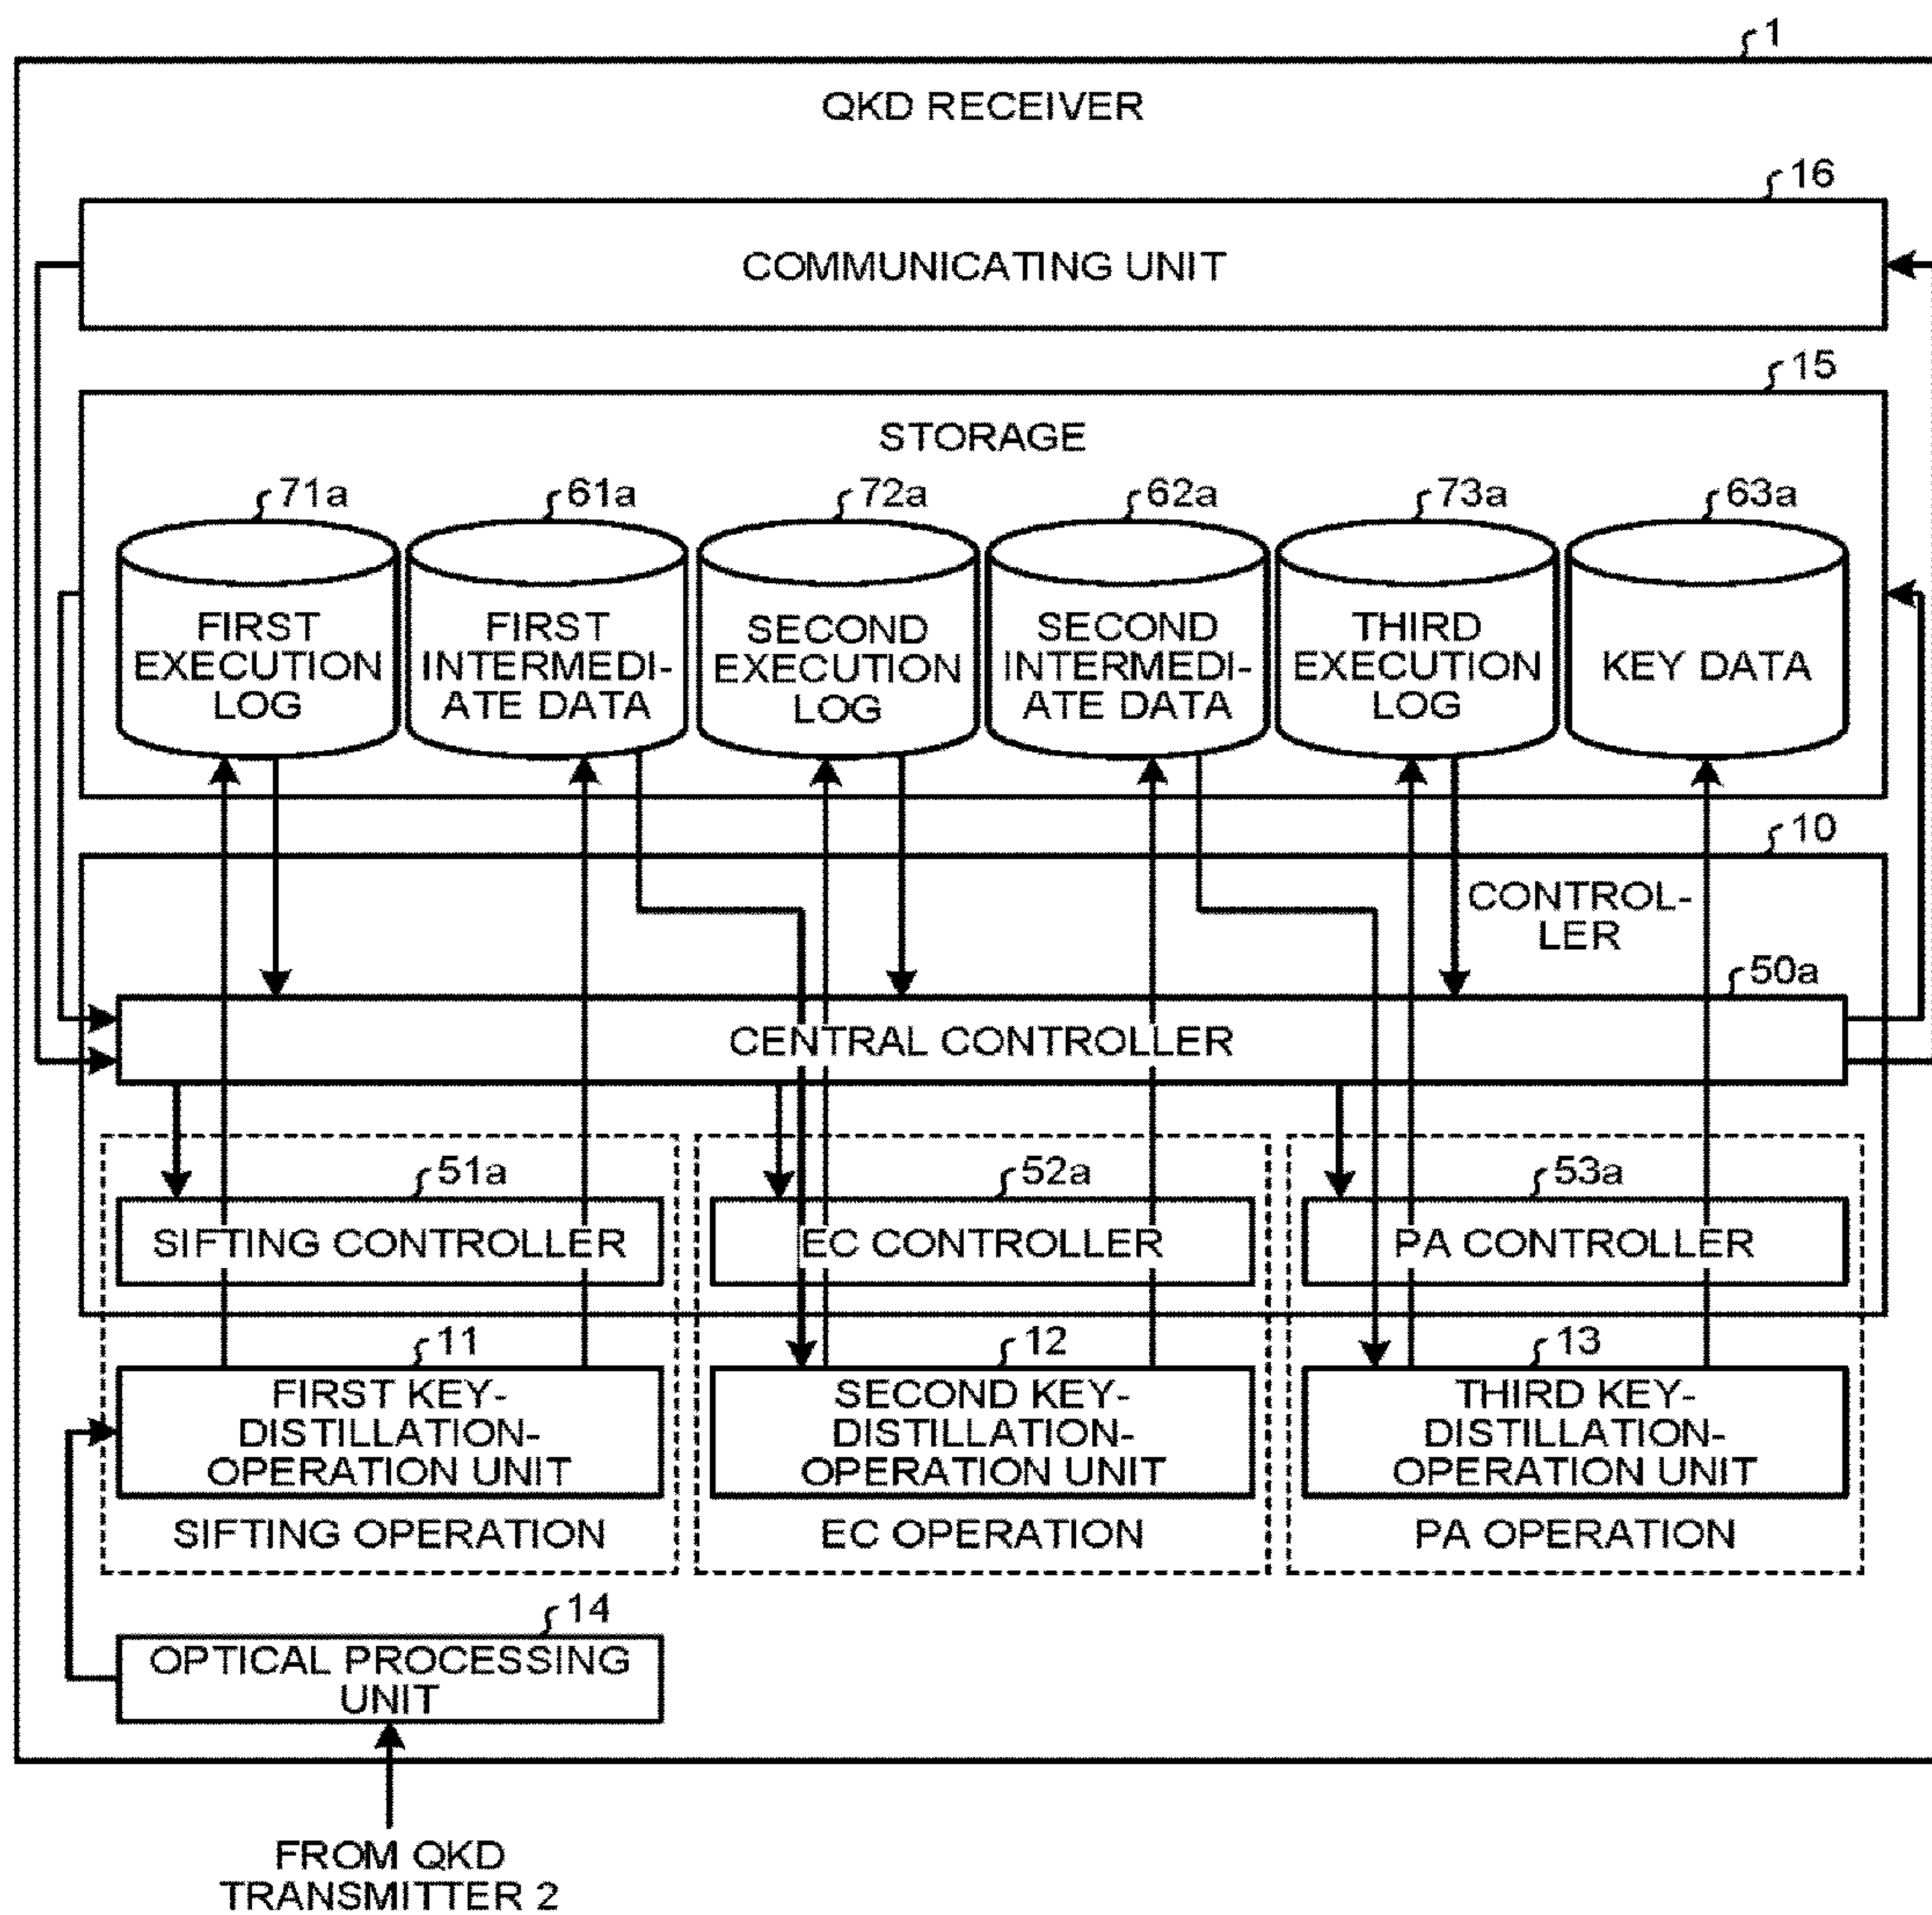 1
QKD RECEIVER
16
COMMUNICATING UNIT
15
STORAGE
71a
61a
72a
62a
73a
63a
FIRST
EXECUTION
LOG
FIRST
INTERMEDI-
ATE DATA
SECOND
EXECUTION
LOG
SECOND
INTERMEDI-
ATE DATA
THIRD
EXECUTION
LOG
KEY DATA
10
CONTROL-
LER
50a
CENTRAL CONTROLLER
51a
52a
53a
SIFTING CONTROLLER
EC CONTROLLER
PA CONTROLLER
11
12
13
FIRST KEY-
DISTILLATION-
OPERATION UNIT
SECOND KEY-
DISTILLATION-
OPERATION UNIT
THIRD KEY-
DISTILLATION-
OPERATION UNIT
SIFTING OPERATION
EC OPERATION
PA OPERATION
14
OPTICAL PROCESSING
UNIT
FROM QKD
TRANSMITTER 2